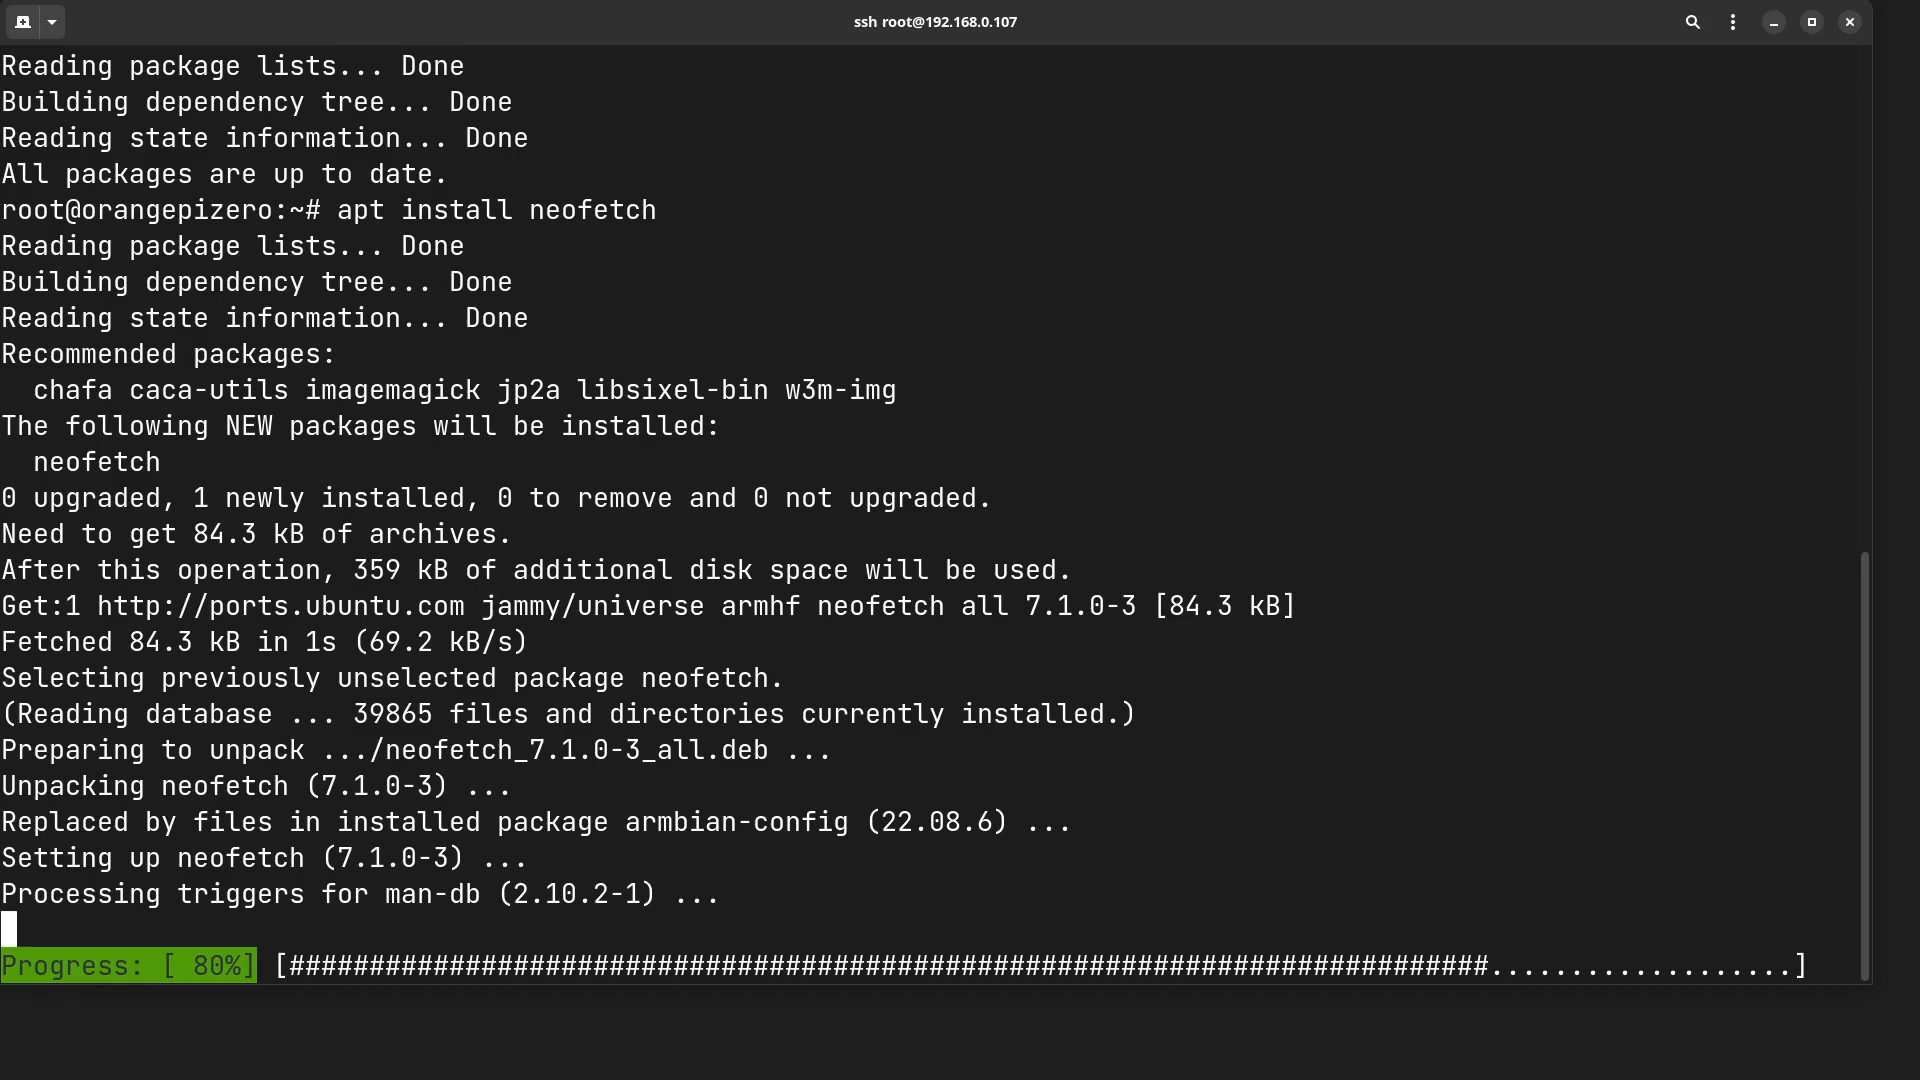 ssh root@192.168.0.107
Reading package lists... Done
Building dependency tree... Done
Reading state information... Done
All packages are up to date.
root@orangepizero:~# apt install neofetch
Reading package lists... Done
Building dependency tree... Done
Reading state information... Done
Recommended packages:
  chafa caca-utils imagemagick jp2a libsixel-bin w3m-img
The following NEW packages will be installed:
  neofetch
0 upgraded, 1 newly installed, 0 to remove and 0 not upgraded.
Need to get 84.3 kB of archives.
After this operation, 359 kB of additional disk space will be used.
Get:1 http://ports.ubuntu.com jammy/universe armhf neofetch all 7.1.0-3 [84.3 kB]
Fetched 84.3 kB in 1s (69.2 kB/s)
Selecting previously unselected package neofetch.
(Reading database ... 39865 files and directories currently installed.)
Preparing to unpack .../neofetch_7.1.0-3_all.deb ...
Unpacking neofetch (7.1.0-3) ...
Replaced by files in installed package armbian-config (22.08.6) ...
Setting up neofetch (7.1.0-3) ...
Processing triggers for man-db (2.10.2-1) ...
Progress: [ 80%] [###########################################################################...................]